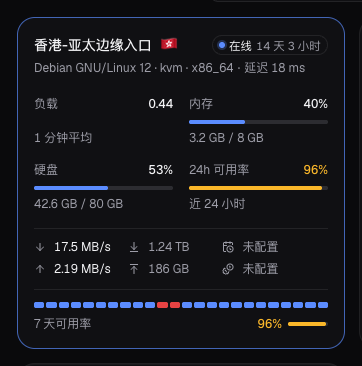 香港-亚太边缘入口 🇭🇰 在线 14 天 3 小时
Debian GNU/Linux 12 · kvm · x86_64 · 延迟 18 ms
负载 0.44 内存 40%
1 分钟平均 3.2 GB / 8 GB
硬盘 53% 24h 可用率 96%
42.6 GB / 80 GB 近 24 小时
↓ 17.5 MB/s 1.24 TB 未配置
↑ 2.19 MB/s 186 GB 未配置
7 天可用率 96%